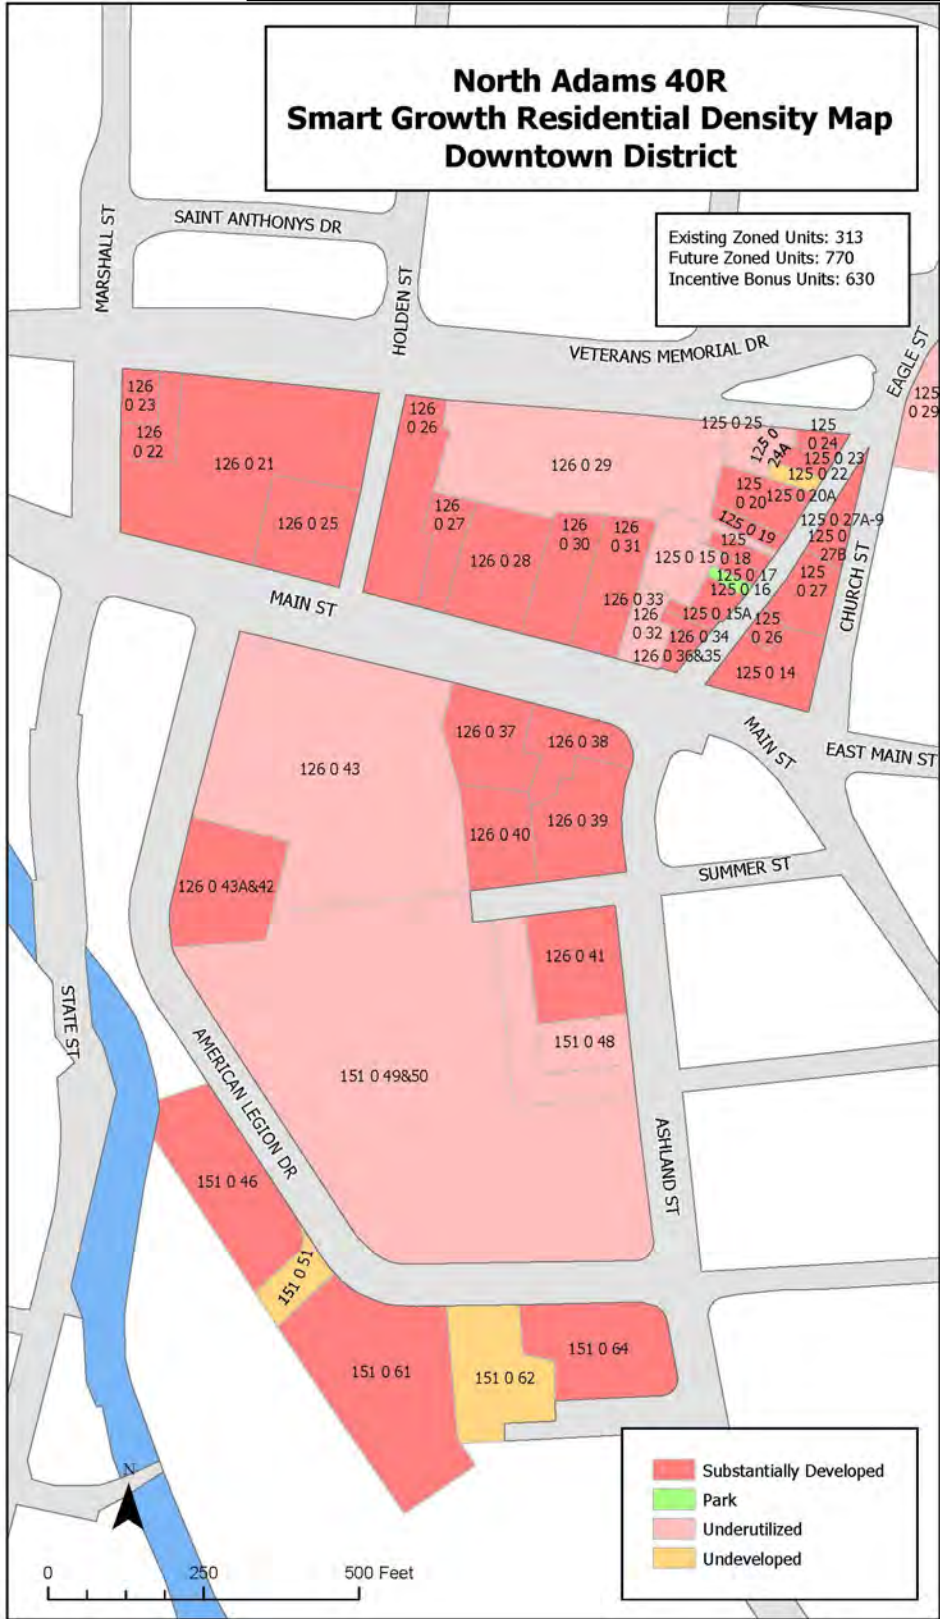 North Adams 40R
Smart Growth Residential Density Map
Downtown District
Existing Zoned Units: 313
Future Zoned Units: 770
Incentive Bonus Units: 630
MARSHALL ST
SAINT ANTHONYS DR
HOLDEN ST
VETERANS MEMORIAL DR
EAGLE ST
125
0 29
126
0 23
126
0 22
126 0 21
126 0 25
126
0 26
126 0 29
125 0 25
125 0
24A
125
0 24
125 0 23
125 0 22
125
0 20
125 0 20A
125 0 19
125 0 27A-9
125 0
27B
125
0 27
126
0 27
126 0 28
126
0 30
126
0 31
125 0 15
125
0 18
125 0 17
125 0 16
126 0 33
126
0 32
125 0 15A
126 0 34
126 0 36&35
125
0 26
125 0 14
CHURCH ST
MAIN ST
MAIN ST
EAST MAIN ST
126 0 37
126 0 38
126 0 43
126 0 39
126 0 40
SUMMER ST
126 0 43A&42
126 0 41
STATE ST
151 0 48
AMERICAN LEGION DR
151 0 49&50
ASHLAND ST
151 0 46
151 0 51
151 0 61
151 0 62
151 0 64
Substantially Developed
Park
Underutilized
Undeveloped
N
0 250 500 Feet